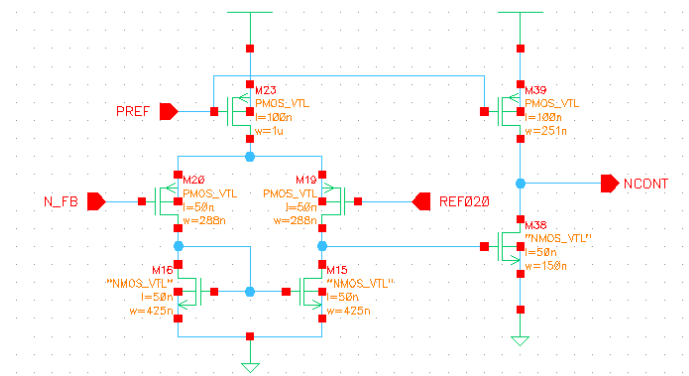 M23
PMOS_VTL
l=100n
w=1u
M39
PMOS_VTL
l=100n
w=251n
PREF
M20
PMOS_VTL
l=50n
w=288n
M19
PMOS_VTL
l=50n
w=288n
N_FB
REF020
NCONT
M38
"NMOS_VTL"
l=50n
w=150n
M16
"NMOS_VTL"
l=50n
w=425n
M15
"NMOS_VTL"
l=50n
w=425n